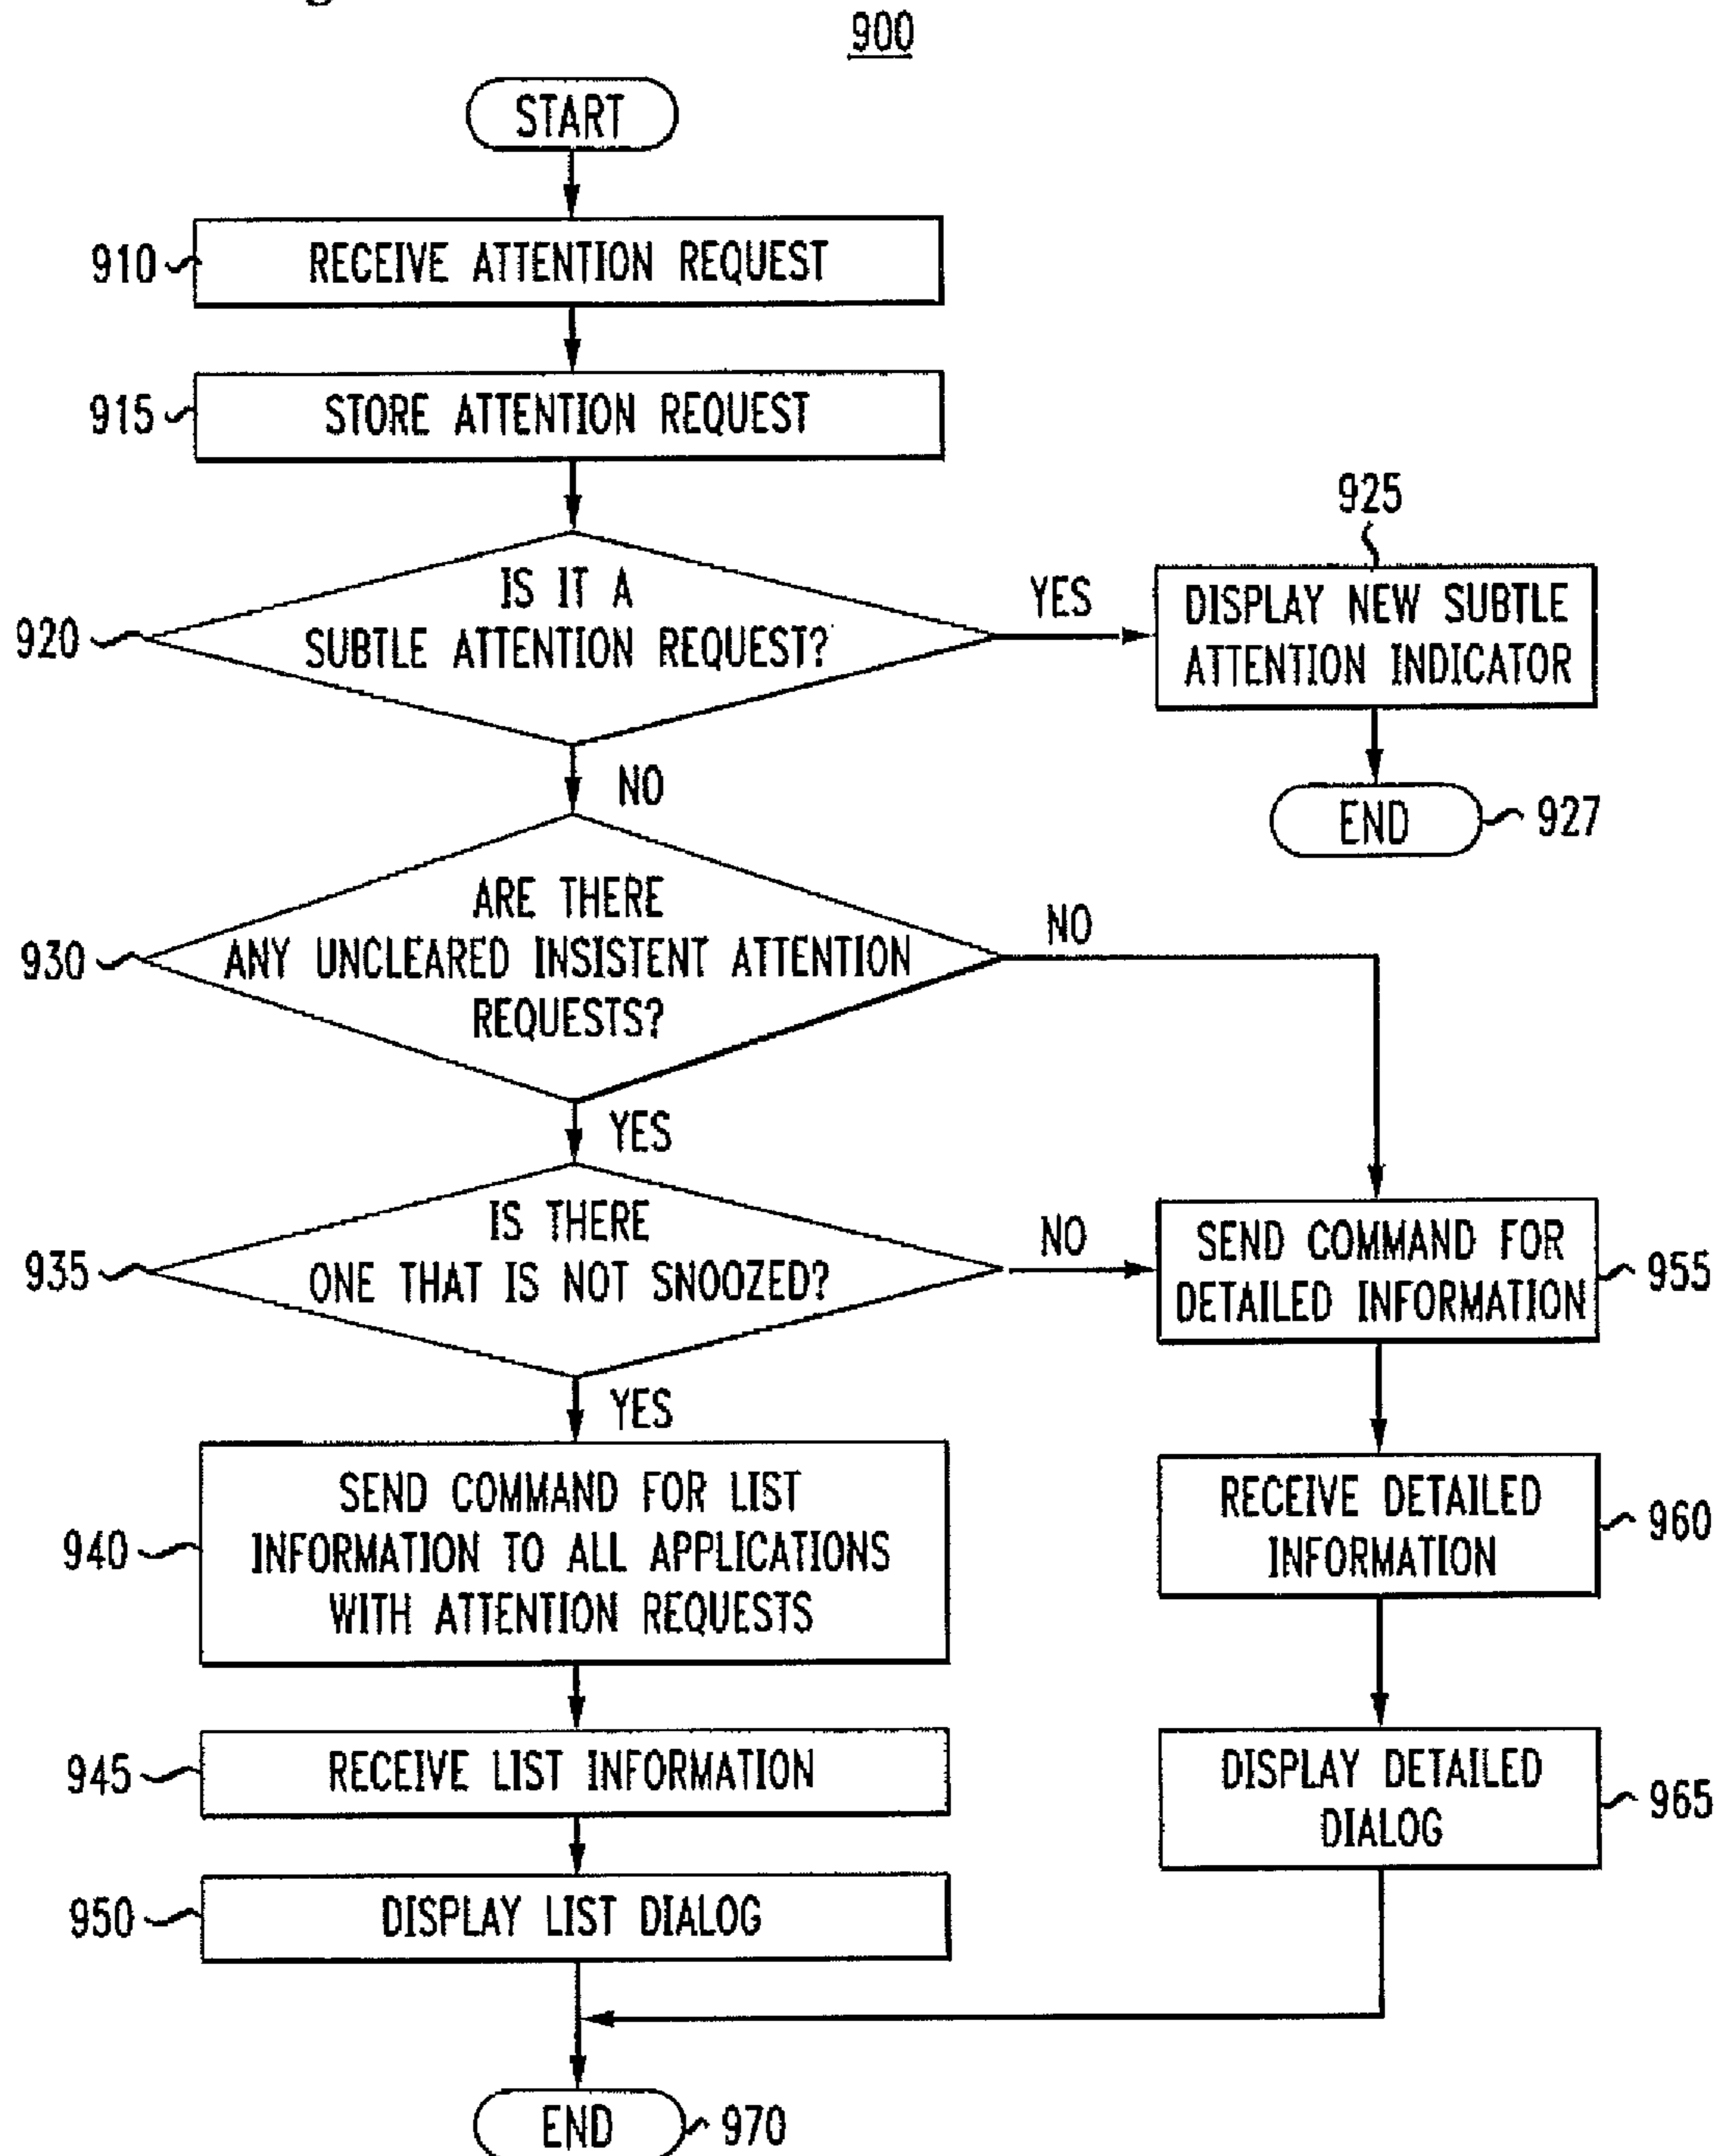 900
START
910
RECEIVE ATTENTION REQUEST
915
STORE ATTENTION REQUEST
920
IS IT A
SUBTLE ATTENTION REQUEST?
YES
925
DISPLAY NEW SUBTLE
ATTENTION INDICATOR
END
927
NO
930
ARE THERE
ANY UNCLEARED INSISTENT ATTENTION
REQUESTS?
NO
YES
935
IS THERE
ONE THAT IS NOT SNOOZED?
NO
SEND COMMAND FOR
DETAILED INFORMATION
955
YES
940
SEND COMMAND FOR LIST
INFORMATION TO ALL APPLICATIONS
WITH ATTENTION REQUESTS
RECEIVE DETAILED
INFORMATION
960
945
RECEIVE LIST INFORMATION
DISPLAY DETAILED
DIALOG
965
950
DISPLAY LIST DIALOG
END
970